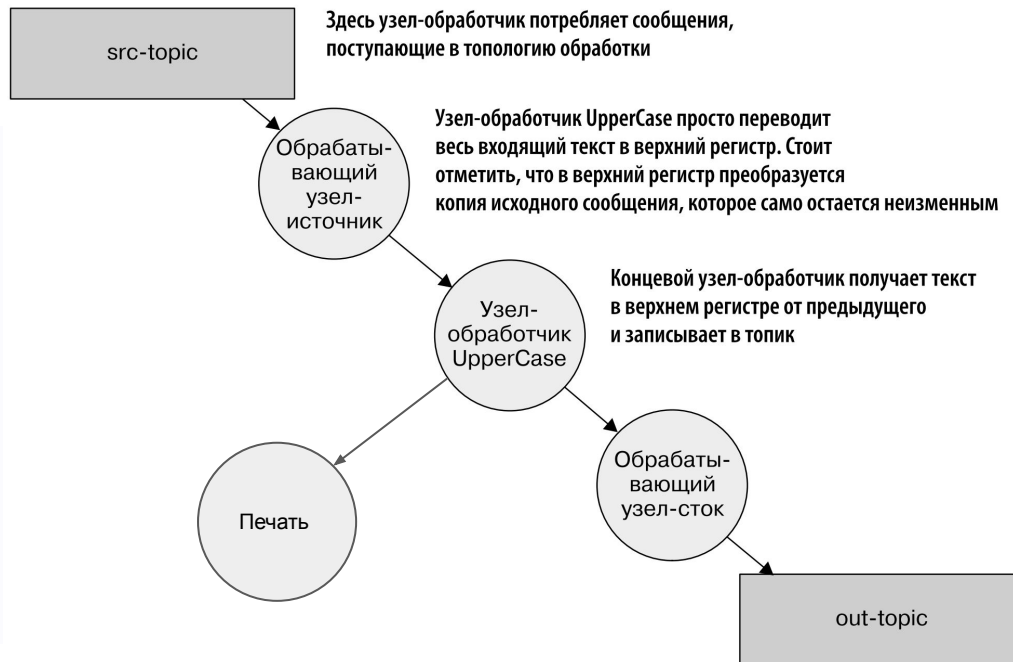 src-topic
Здесь узел-обработчик потребляет сообщения,
поступающие в топологию обработки
Обрабаты-
вающий
узел-
источник
Узел-обработчик UpperCase просто переводит
весь входящий текст в верхний регистр. Стоит
отметить, что в верхний регистр преобразуется
копия исходного сообщения, которое само остается неизменным
Узел-
обработчик
UpperCase
Концевой узел-обработчик получает текст
в верхнем регистре от предыдущего
и записывает в топик
Печать
Обрабаты-
вающий
узел-сток
out-topic